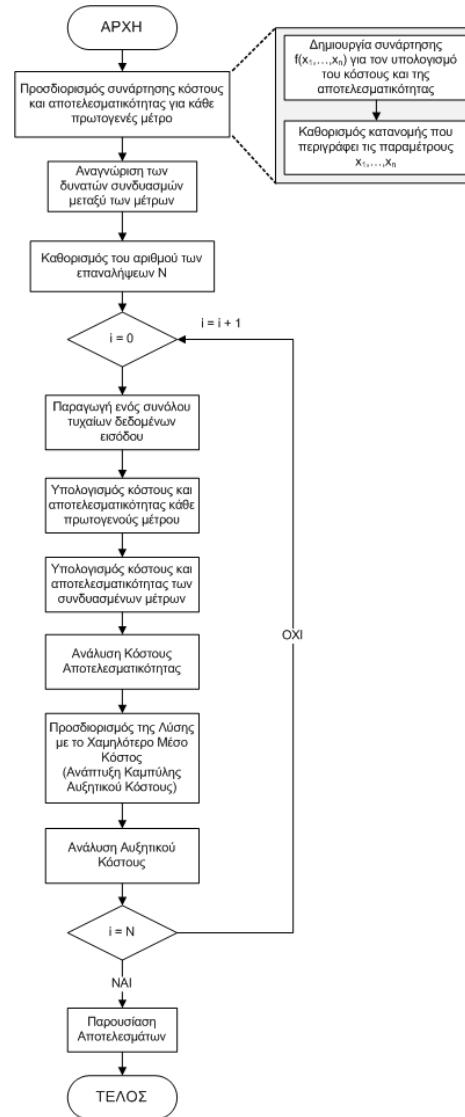 ΑΡΧΗ
Προσδιορισμός συνάρτησης κόστους
και αποτελεσματικότητας για κάθε
πρωτογενές μέτρο
Δημιουργία συνάρτησης
f(x₁,...,xₙ) για τον υπολογισμό
του κόστους και της
αποτελεσματικότητας
Καθορισμός κατανομής που
περιγράφει τις παραμέτρους
x₁,...,xₙ
Αναγνώριση των
δυνατών συνδυασμών
μεταξύ των μέτρων
Καθορισμός του αριθμού των
επαναλήψεων Ν
i = 0
i = i + 1
Παραγωγή ενός συνόλου
τυχαίων δεδομένων
εισόδου
Υπολογισμός κόστους και
αποτελεσματικότητας κάθε
πρωτογενούς μέτρου
Υπολογισμός κόστους και
αποτελεσματικότητας των
συνδυασμένων μέτρων
ΟΧΙ
Ανάλυση Κόστους
Αποτελεσματικότητας
Προσδιορισμός της Λύσης
με το Χαμηλότερο Μέσο
Κόστος
(Ανάπτυξη Καμπύλης
Αυξητικού Κόστους)
Ανάλυση Αυξητικού
Κόστους
i = N
ΝΑΙ
Παρουσίαση
Αποτελεσμάτων
ΤΕΛΟΣ